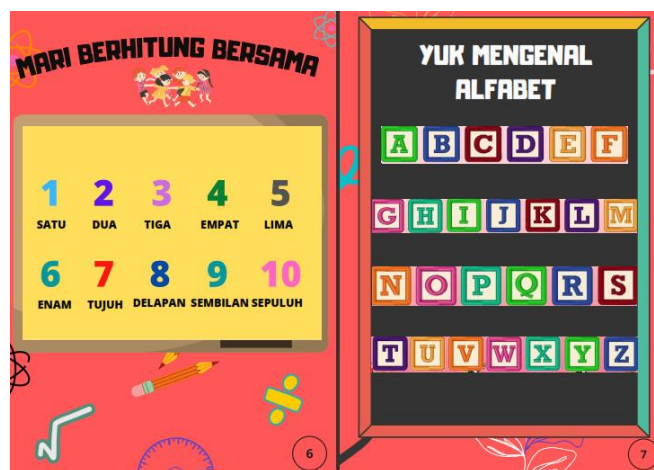 MARI BERHITUNG BERSAMA
1 2 3 4 5
SATU DUA TIGA EMPAT LIMA
6 7 8 9 10
ENAM TUJUH DELAPAN SEMBILAN SEPULUH
6
YUK MENGENAL
ALFABET
A B C D E F
G H I J K L M
N O P Q R S
T U V W X Y Z
7